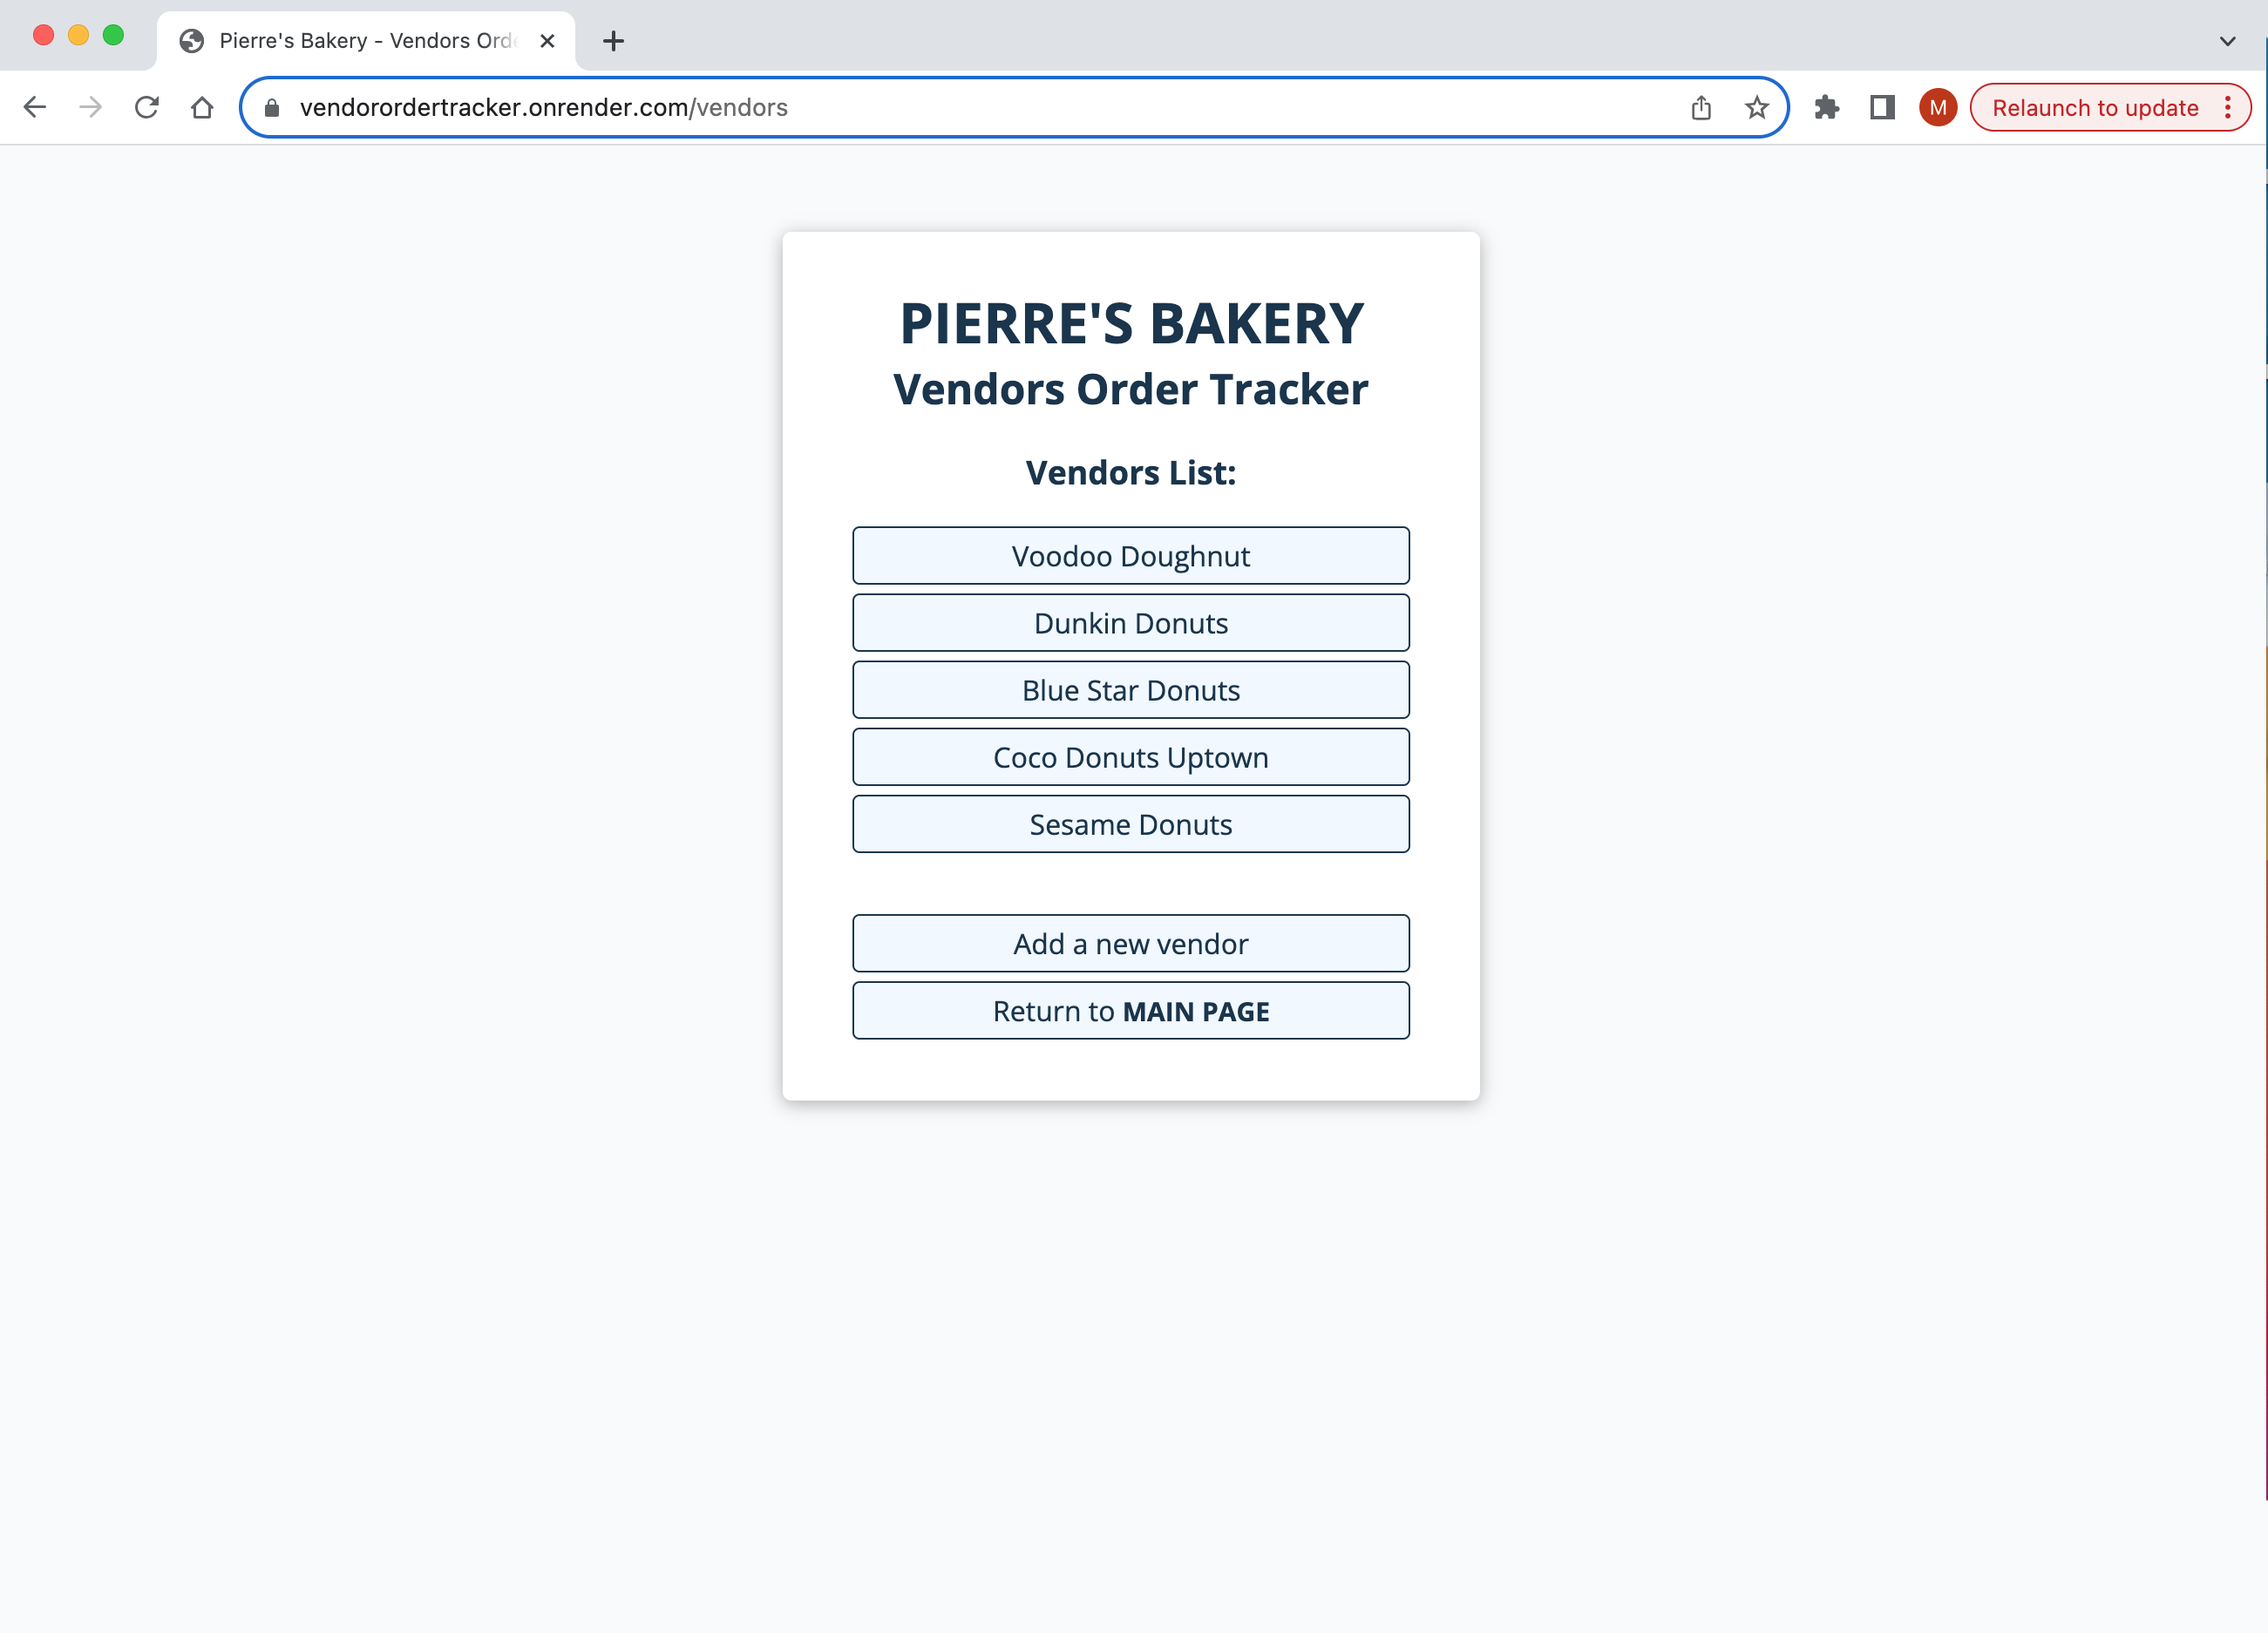 Pierre's Bakery - Vendors Ord
vendorordertracker.onrender.com/vendors
M
Relaunch to update
PIERRE'S BAKERY
Vendors Order Tracker
Vendors List:
Voodoo Doughnut
Dunkin Donuts
Blue Star Donuts
Coco Donuts Uptown
Sesame Donuts
Add a new vendor
Return to MAIN PAGE